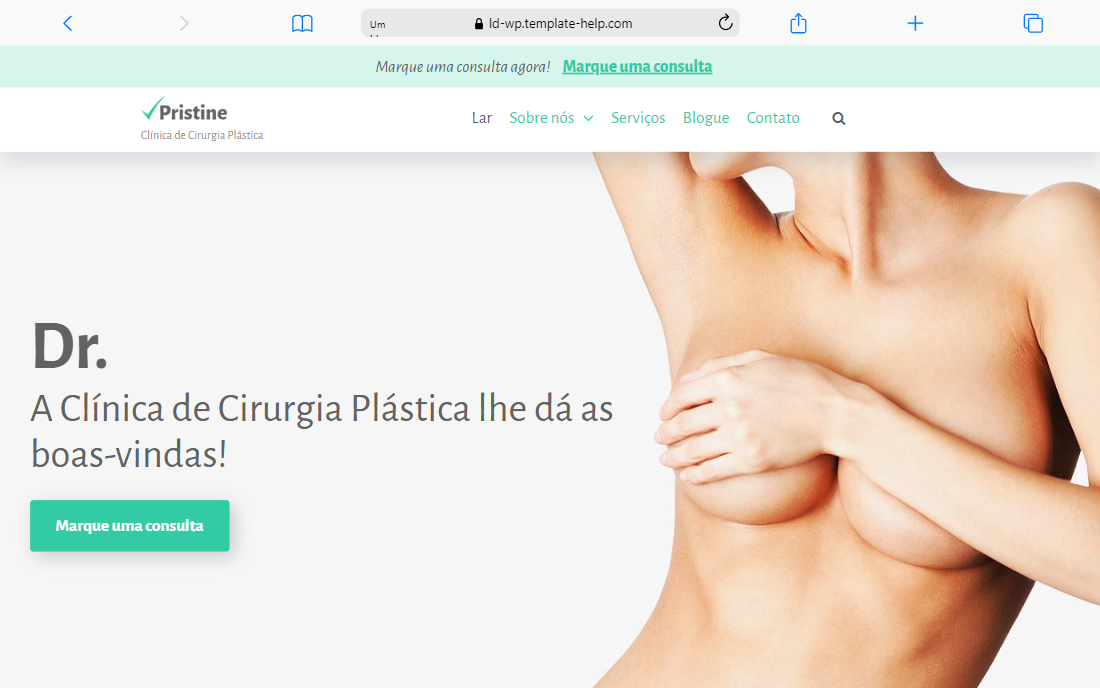 Um
ld-wp.template-help.com
Marque uma consulta agora! Marque uma consulta
Pristine
Clínica de Cirurgia Plástica
Lar Sobre nós Serviços Blogue Contato
Dr.
A Clínica de Cirurgia Plástica lhe dá as
boas-vindas!
Marque uma consulta